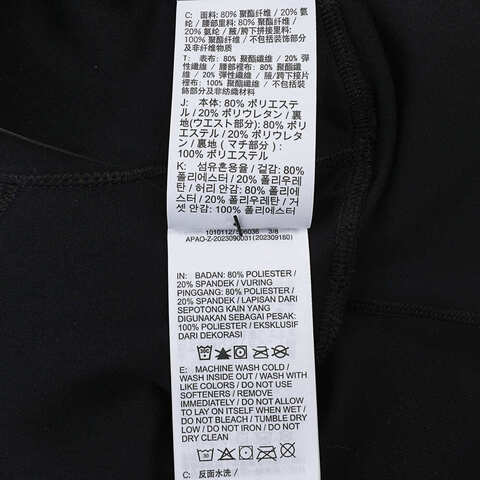 C: 面料: 80% 聚酯纤维 / 20% 氨
纶 / 腰部里料: 80% 聚酯纤维 /
20% 氨纶 / 腋/胯下拼接里料:
100% 聚酯纤维 / 不包括装饰部分
及非纤维物质
T: 表布: 80% 聚酯纖維 / 20% 彈
性纖維 / 腰部裡布: 80% 聚酯纖
維 / 20% 彈性纖維 / 腋/跨下接片
裡布: 100% 聚酯纖維 / 不包括裝
飾部分及非紡織材料
J: 本体: 80% ポリエステ
ル / 20% ポリウレタン / 裏
地(ウエスト部分): 80% ポ
リエステル / 20% ポリウレタ
ン / 裏地 ( マチ部分 ):
100% ポリエステル
K: 섬유혼용율 / 겉감: 80%
폴리에스터 / 20% 폴리우레
탄 / 허리 안감: 80% 폴리에
스터 / 20% 폴리우레탄 / 거
셋 안감: 100% 폴리에스터
3/8
APAO-Z-2023090031(202309180)
IN: BADAN: 80% POLIESTER /
20% SPANDEK / VURING
PINGGANG: 80% POLIESTER /
20% SPANDEK / LAPISAN DARI
SEPOTONG KAIN YANG
DIGUNAKAN SEBAGAI PESAK:
100% POLIESTER / EKSKLUSIF
DARI DEKORASI
E: MACHINE WASH COLD /
WASH INSIDE OUT / WASH WITH
LIKE COLORS / DO NOT USE
SOFTENERS / REMOVE
IMMEDIATELY / DO NOT ALLOW
TO LAY ON ITSELF WHEN WET /
DO NOT BLEACH / TUMBLE DRY
LOW / DO NOT IRON / DO NOT
DRY CLEAN
C: 反面水洗 /